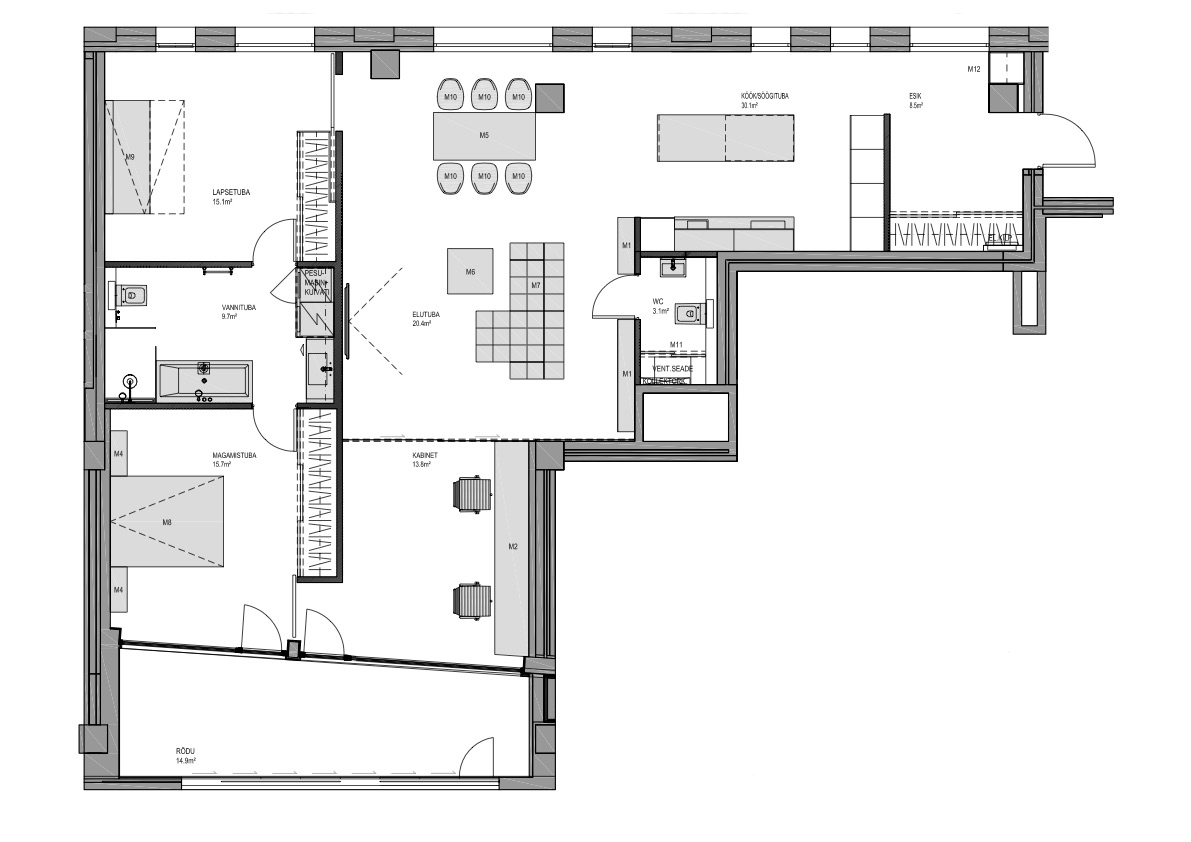 M12
M10 M10 M10
KÖÖK/SÖÖGITUBA
30.1m²
ESIK
8.5m²
M5
M9
M10 M10 M10
LAPSETUBA
15.1m²
M1
PESU-
MASIN-
KUIVATI
M6
M7
VANNITUBA
9.7m²
WC
3.1m²
ELUTUBA
20.4m²
M11
VENT.SEADE
M1
M4
MAGAMISTUBA
15.7m²
KABINET
13.8m²
M8
M2
M4
RÕDU
14.9m²